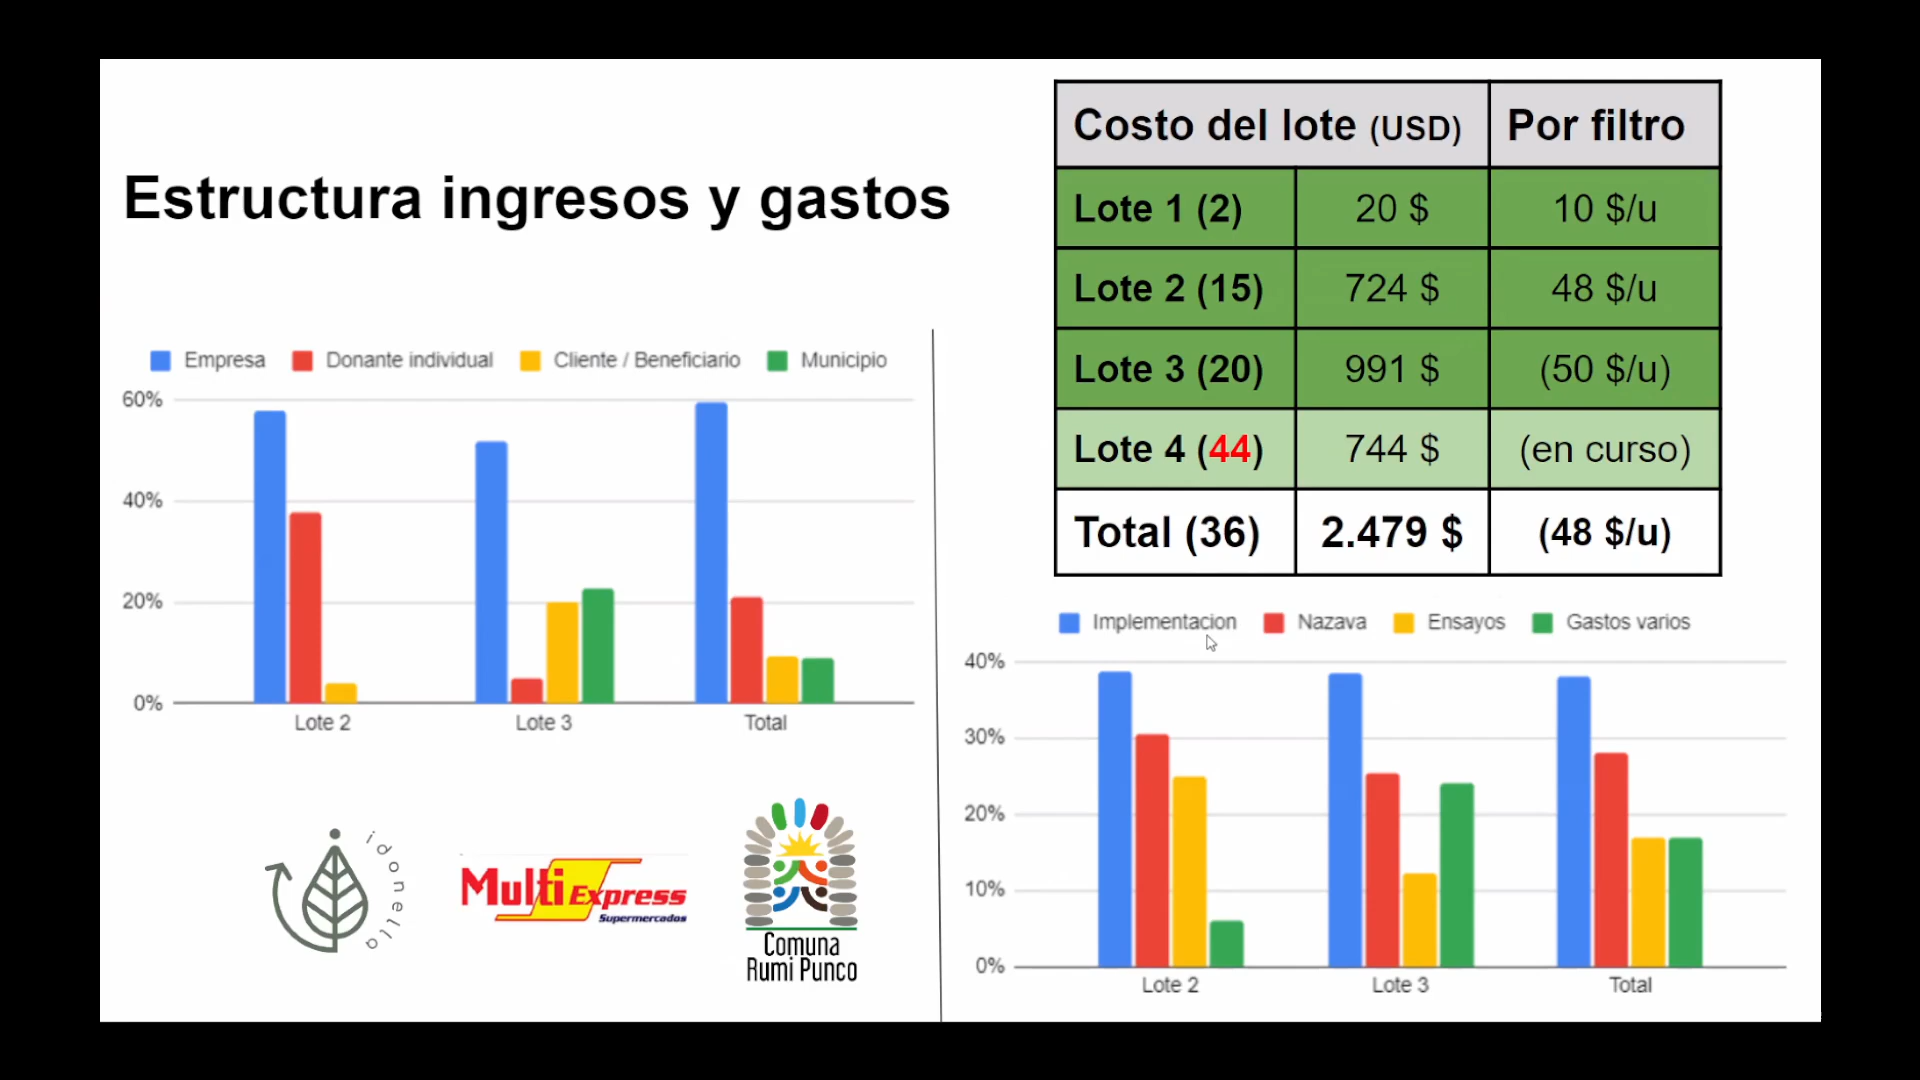 Estructura ingresos y gastos
Costo del lote (USD) Por filtro
Lote 1 (2) 20 $ 10 $/u
Lote 2 (15) 724 $ 48 $/u
Lote 3 (20) 991 $ (50 $/u)
Lote 4 (44) 744 $ (en curso)
Total (36) 2.479 $ (48 $/u)
Empresa Donante individual Cliente / Beneficiario Municipio
60%
40%
20%
0%
Lote 2 Lote 3 Total
Implementacion Nazava Ensayos Gastos varios
40%
30%
20%
10%
0%
Lote 2 Lote 3 Total
idonella
Multi Express
Supermercados
Comuna
Rumi Punco